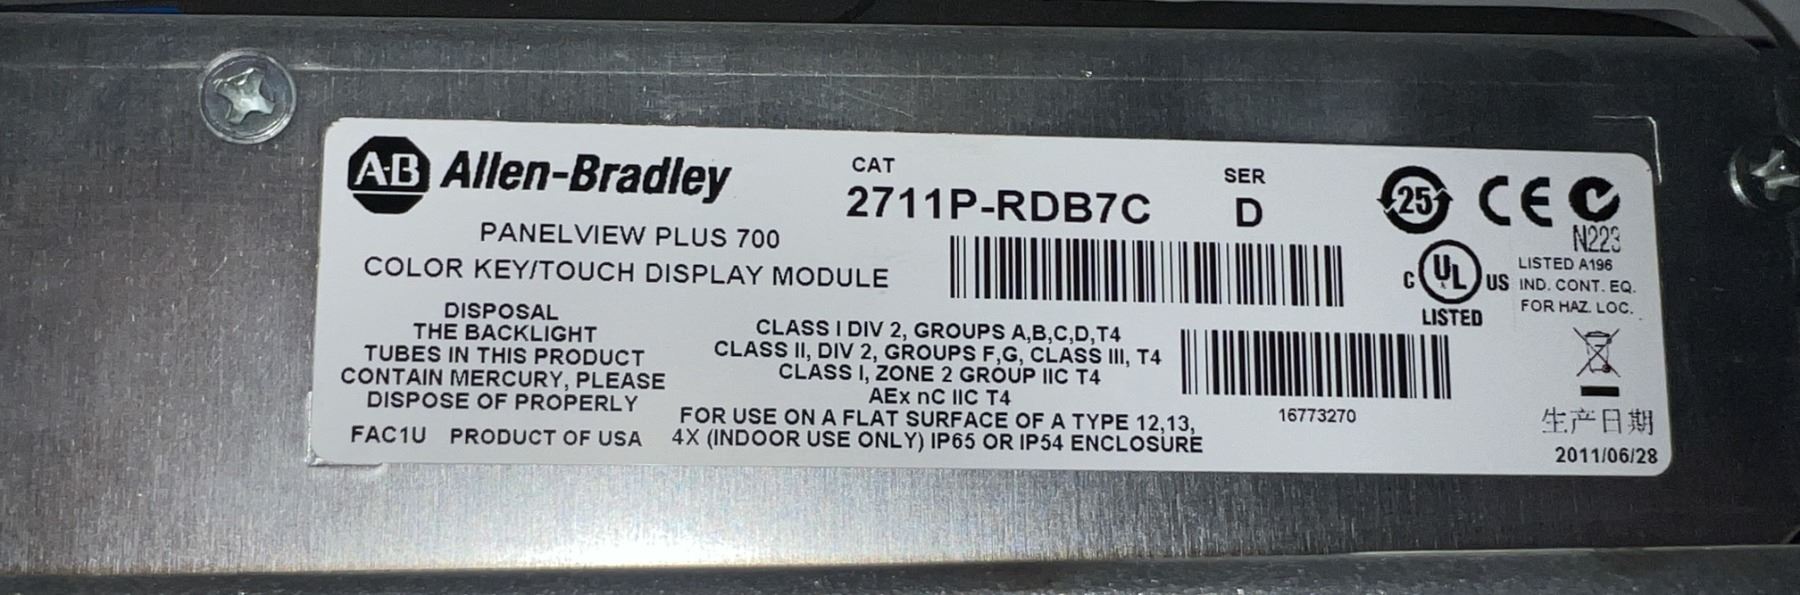 A-B Allen-Bradley
PANELVIEW PLUS 700
COLOR KEY/TOUCH DISPLAY MODULE
CAT
2711P-RDB7C
SER
D
25
CE
N223
C UL US
LISTED
LISTED A196
IND. CONT. EQ.
FOR HAZ. LOC.
DISPOSAL
THE BACKLIGHT
TUBES IN THIS PRODUCT
CONTAIN MERCURY, PLEASE
DISPOSE OF PROPERLY
FAC1U PRODUCT OF USA
CLASS I DIV 2, GROUPS A,B,C,D,T4
CLASS II, DIV 2, GROUPS F,G, CLASS III, T4
CLASS I, ZONE 2 GROUP IIC T4
AEx nC IIC T4
FOR USE ON A FLAT SURFACE OF A TYPE 12,13,
4X (INDOOR USE ONLY) IP65 OR IP54 ENCLOSURE
16773270
生产日期
2011/06/28